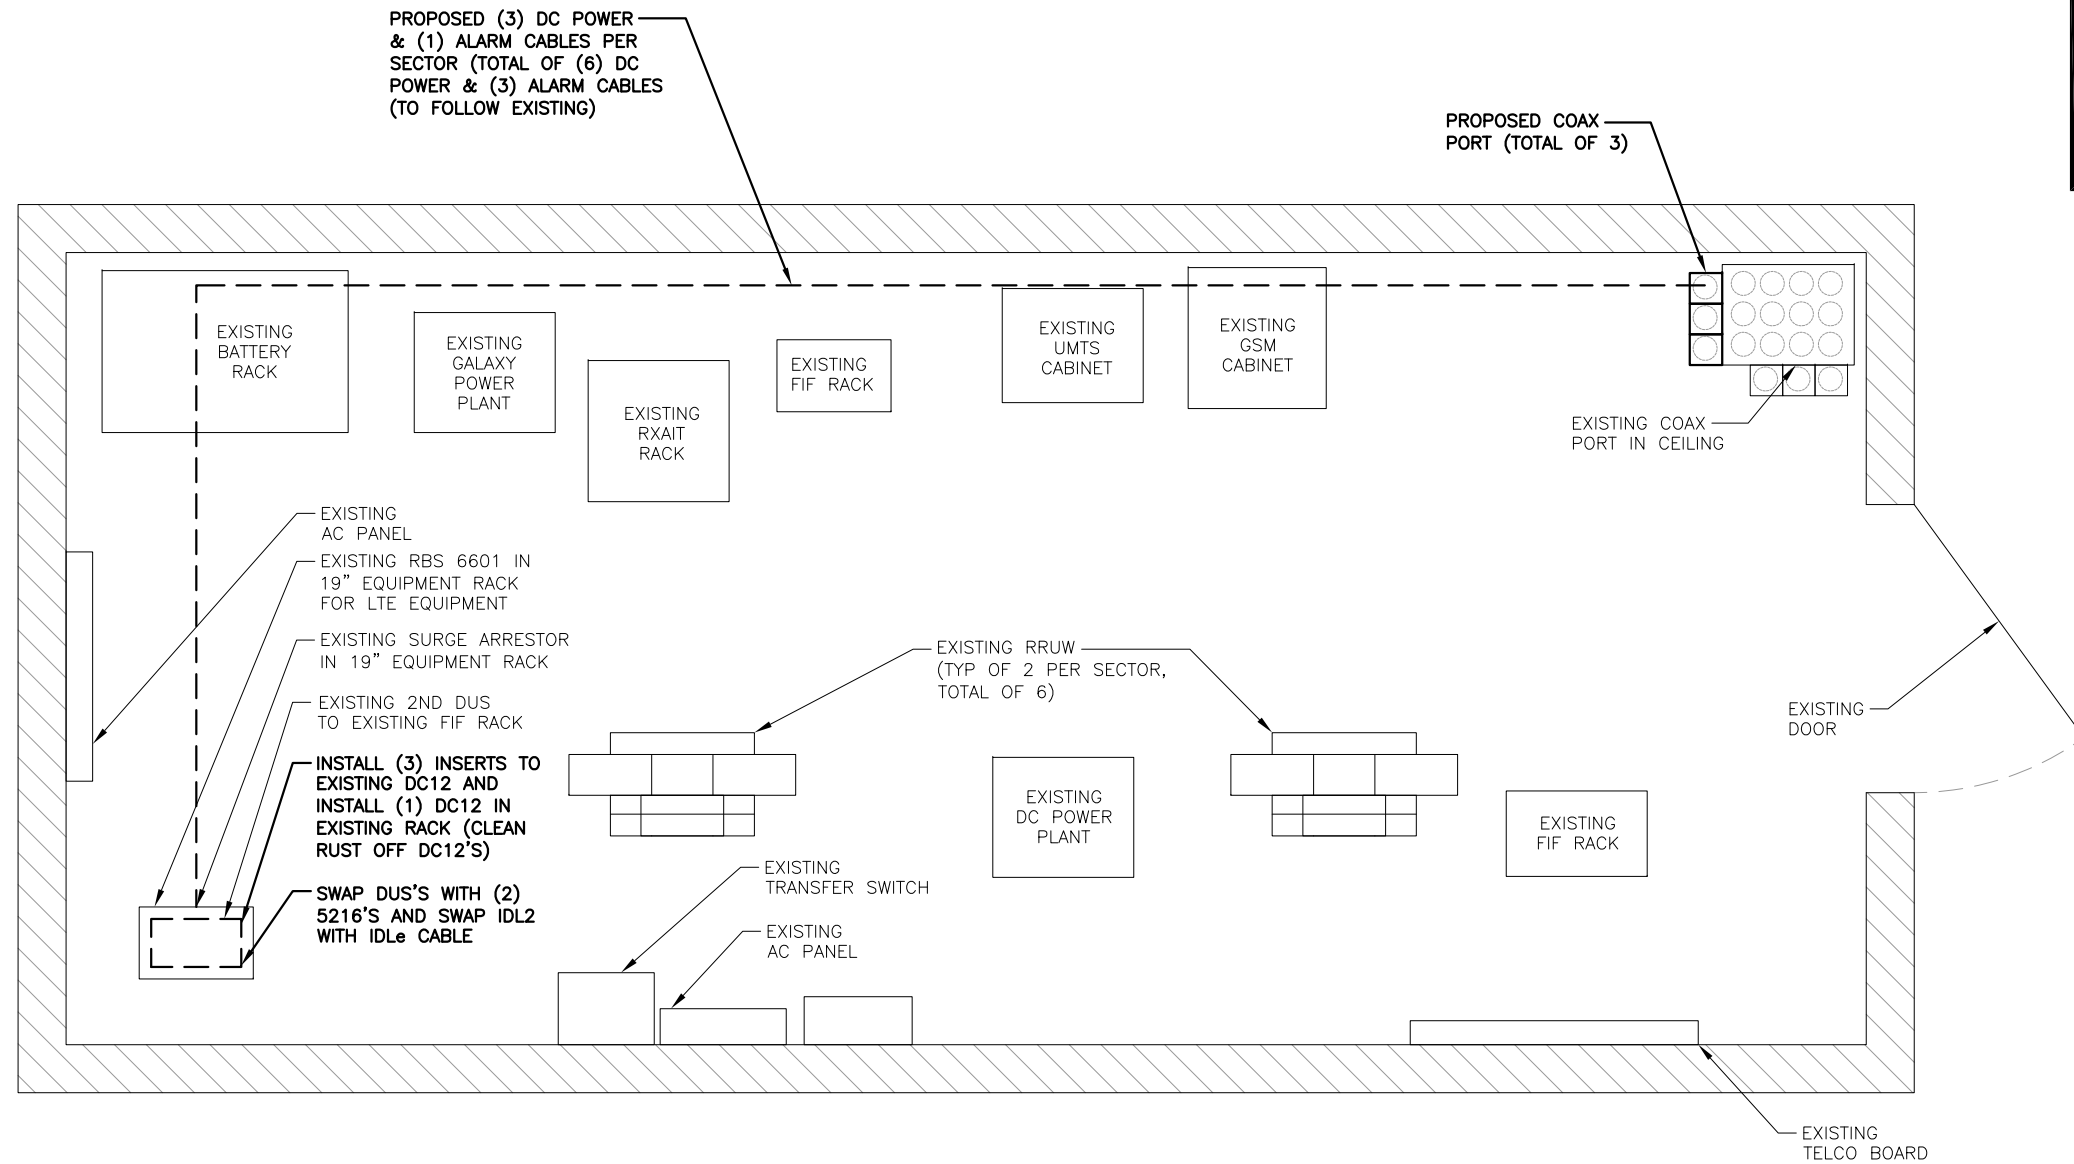 PROPOSED (3) DC POWER
& (1) ALARM CABLES PER
SECTOR (TOTAL OF (6) DC
POWER & (3) ALARM CABLES
(TO FOLLOW EXISTING)
PROPOSED COAX
PORT (TOTAL OF 3)
EXISTING
BATTERY
RACK
EXISTING
GALAXY
POWER
PLANT
EXISTING
RXAIT
RACK
EXISTING
FIF RACK
EXISTING
UMTS
CABINET
EXISTING
GSM
CABINET
EXISTING COAX
PORT IN CEILING
EXISTING
AC PANEL
EXISTING RBS 6601 IN
19" EQUIPMENT RACK
FOR LTE EQUIPMENT
EXISTING SURGE ARRESTOR
IN 19" EQUIPMENT RACK
EXISTING 2ND DUS
TO EXISTING FIF RACK
INSTALL (3) INSERTS TO
EXISTING DC12 AND
INSTALL (1) DC12 IN
EXISTING RACK (CLEAN
RUST OFF DC12'S)
SWAP DUS'S WITH (2)
5216'S AND SWAP IDL2
WITH IDLe CABLE
EXISTING RRUW
(TYP OF 2 PER SECTOR,
TOTAL OF 6)
EXISTING
DOOR
EXISTING
DC POWER
PLANT
EXISTING
FIF RACK
EXISTING
TRANSFER SWITCH
EXISTING
AC PANEL
EXISTING
TELCO BOARD